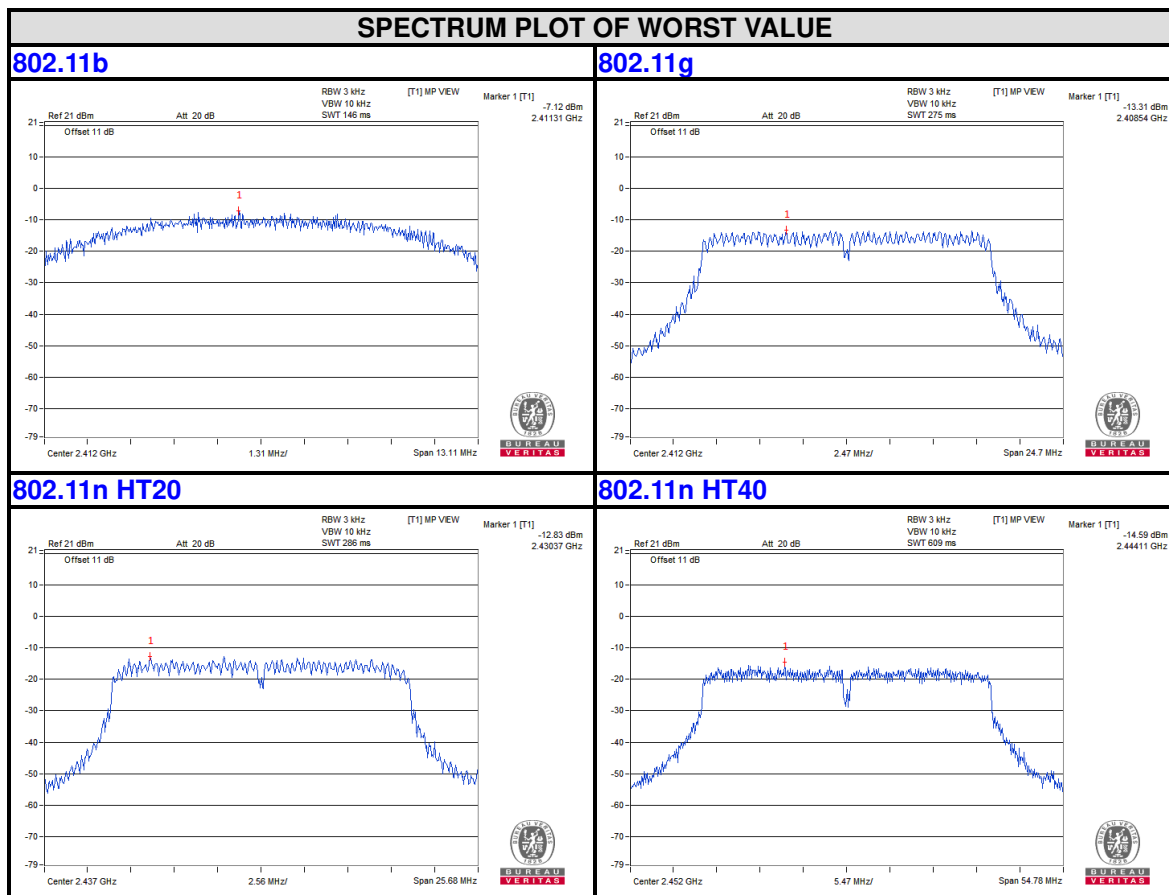 SPECTRUM PLOT OF WORST VALUE
802.11b
RBW 3 kHz [T1] MP VIEW Marker 1 [T1]
VBW 10 kHz -7.12 dBm
Ref 21 dBm Att 20 dB SWT 146 ms 2.41131 GHz
21
Offset 11 dB
10
0
1
-10
-20
-30
-40
-50
-60
-70
-79
Center 2.412 GHz 1.31 MHz/ Span 13.11 MHz
BUREAU VERITAS
1828
BUREAU
VERITAS
802.11g
RBW 3 kHz [T1] MP VIEW Marker 1 [T1]
VBW 10 kHz -13.31 dBm
Ref 21 dBm Att 20 dB SWT 275 ms 2.40854 GHz
21
Offset 11 dB
10
0
1
-10
-20
-30
-40
-50
-60
-70
-79
Center 2.412 GHz 2.47 MHz/ Span 24.7 MHz
BUREAU VERITAS
1828
BUREAU
VERITAS
802.11n HT20
RBW 3 kHz [T1] MP VIEW Marker 1 [T1]
VBW 10 kHz -12.83 dBm
Ref 21 dBm Att 20 dB SWT 286 ms 2.43037 GHz
21
Offset 11 dB
10
0
1
-10
-20
-30
-40
-50
-60
-70
-79
Center 2.437 GHz 2.56 MHz/ Span 25.68 MHz
BUREAU VERITAS
1828
BUREAU
VERITAS
802.11n HT40
RBW 3 kHz [T1] MP VIEW Marker 1 [T1]
VBW 10 kHz -14.59 dBm
Ref 21 dBm Att 20 dB SWT 609 ms 2.44411 GHz
21
Offset 11 dB
10
0
1
-10
-20
-30
-40
-50
-60
-70
-79
Center 2.452 GHz 5.47 MHz/ Span 54.78 MHz
BUREAU VERITAS
1828
BUREAU
VERITAS